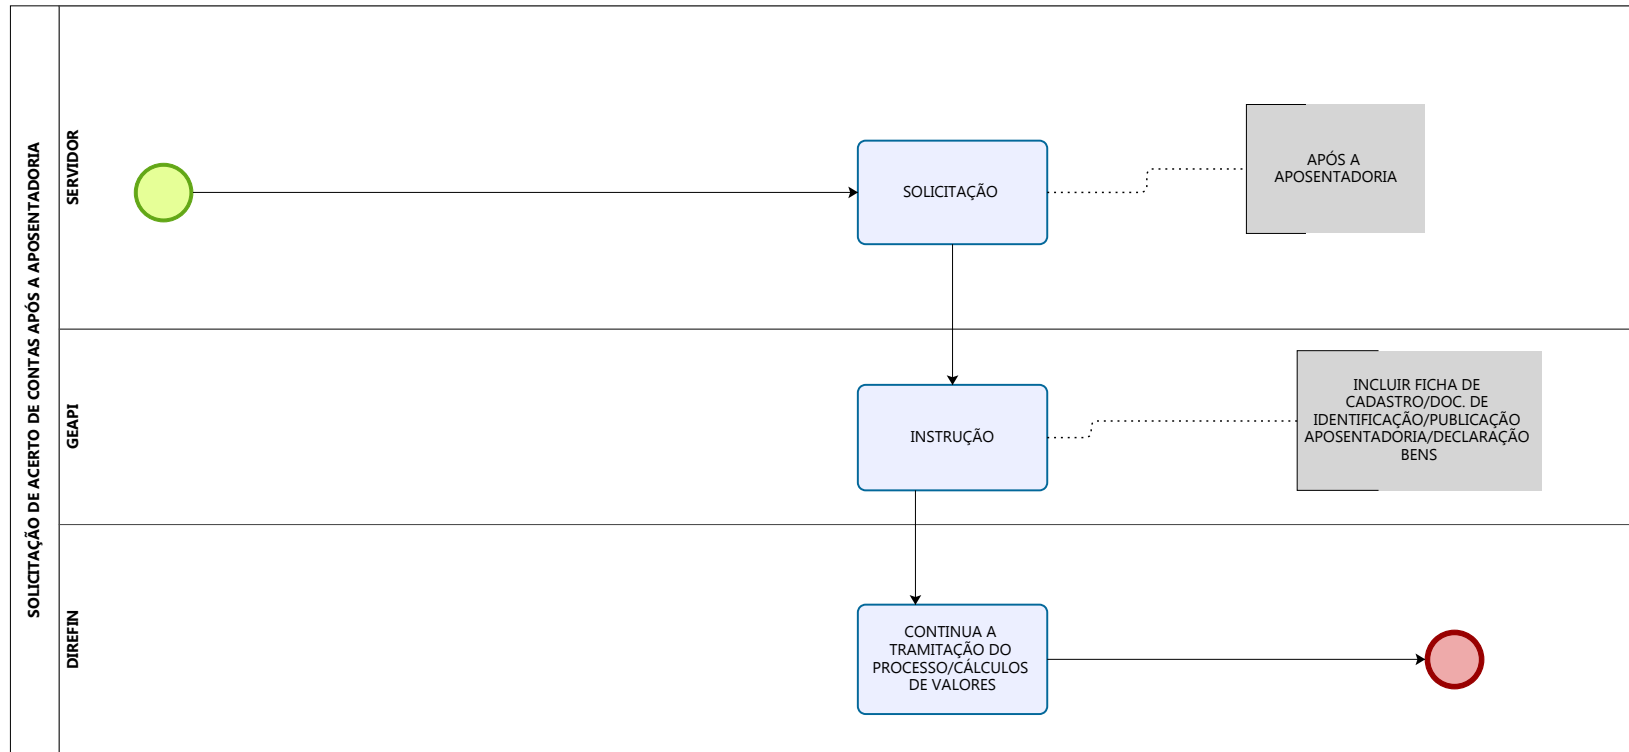 SOLICITAÇÃO DE ACERTO DE CONTAS APÓS A APOSENTADORIA
SERVIDOR
SOLICITAÇÃO
APÓS A
APOSENTADORIA
GEAPI
INSTRUÇÃO
INCLUIR FICHA DE
CADASTRO/DOC. DE
IDENTIFICAÇÃO/PUBLICAÇÃO
APOSENTADORIA/DECLARAÇÃO
BENS
DIREFIN
CONTINUA A
TRAMITAÇÃO DO
PROCESSO/CÁLCULOS
DE VALORES